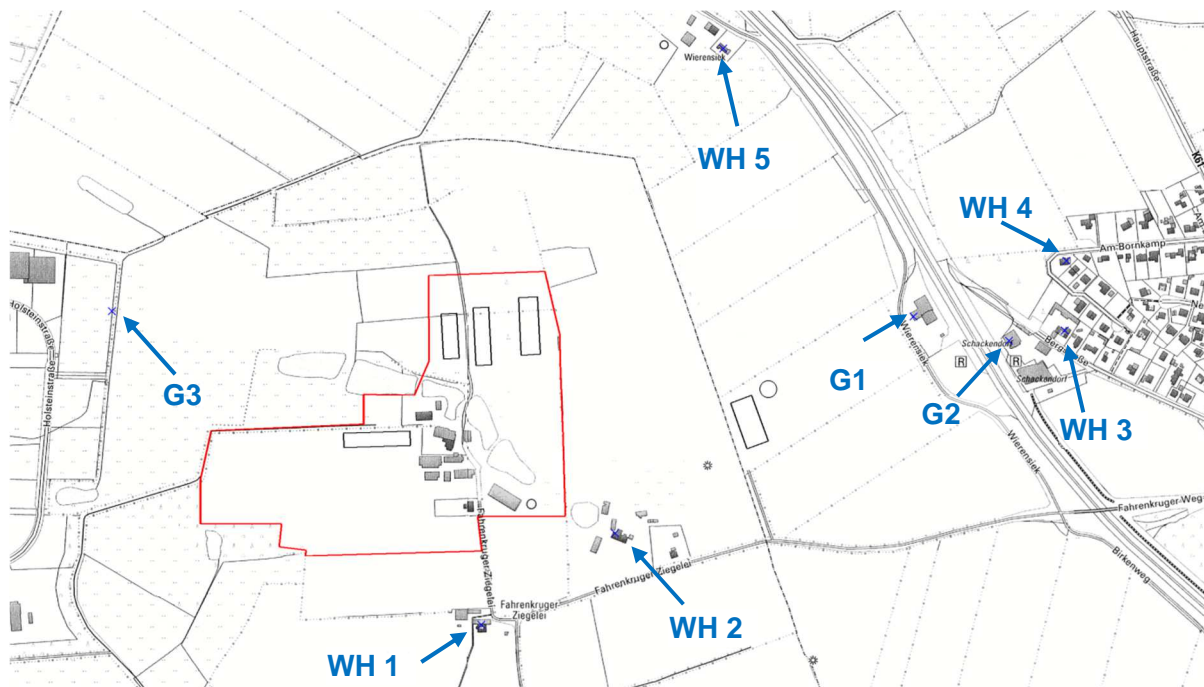 Wierensiek
WH 5
Hauptstraße
K61
WH 4
Am Bornkamp
Holsteinstraße
Holsteinstraße
G3
Wierensiek
G1
Schackendorf
R
R
Schackendorf
Bergstraße
G2
WH 3
Wierensiek
Fahrenkruger Weg
Birkenweg
Fahrenkruger-Ziegelei
Fahrenkruger-Ziegelei
Fahrenkruger
Ziegelei
WH 2
WH 1